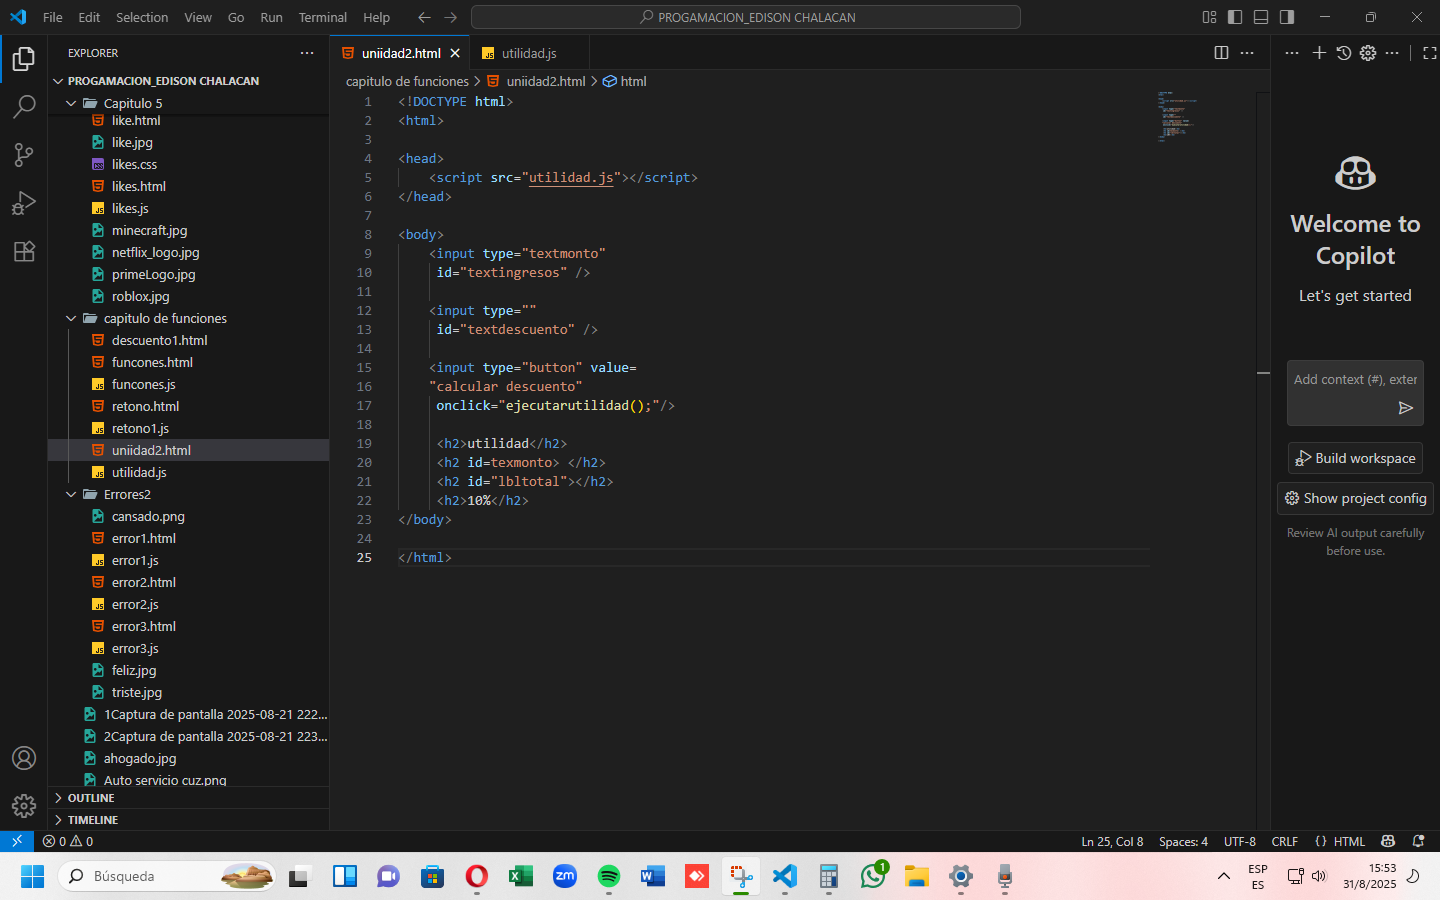 File Edit Selection View Go Run Terminal Help
PROGAMACION_EDISON CHALACAN
EXPLORER
PROGAMACION_EDISON CHALACAN
Capitulo 5
like.html
like.jpg
likes.css
likes.html
likes.js
minecraft.jpg
netflix_logo.jpg
primeLogo.jpg
roblox.jpg
capitulo de funciones
descuento1.html
funcones.html
funcones.js
retono.html
retono1.js
uniidad2.html
utilidad.js
Errores2
cansado.png
error1.html
error1.js
error2.html
error2.js
error3.html
error3.js
feliz.jpg
triste.jpg
1Captura de pantalla 2025-08-21 222...
2Captura de pantalla 2025-08-21 223...
ahogado.jpg
Auto servicio cuz.png
OUTLINE
TIMELINE
uniidad2.html utilidad.js
capitulo de funciones > uniidad2.html > html
1 <!DOCTYPE html>
2 <html>
3
4 <head>
5 <script src="utilidad.js"></script>
6 </head>
7
8 <body>
9 <input type="textmonto"
10 id="textingresos" />
11
12 <input type=""
13 id="textdescuento" />
14
15 <input type="button" value=
16 "calcular descuento"
17 onclick="ejecutarutilidad();"/>
18
19 <h2>utilidad</h2>
20 <h2 id=texmonto> </h2>
21 <h2 id="lbltotal"></h2>
22 <h2>10%</h2>
23 </body>
24
25 </html>
Welcome to
Copilot
Let's get started
Add context (#), exter
Build workspace
Show project config
Review AI output carefully
before use.
0 0
Ln 25, Col 8 Spaces: 4 UTF-8 CRLF {} HTML
Búsqueda
zm
1
ESP
ES
15:53
31/8/2025